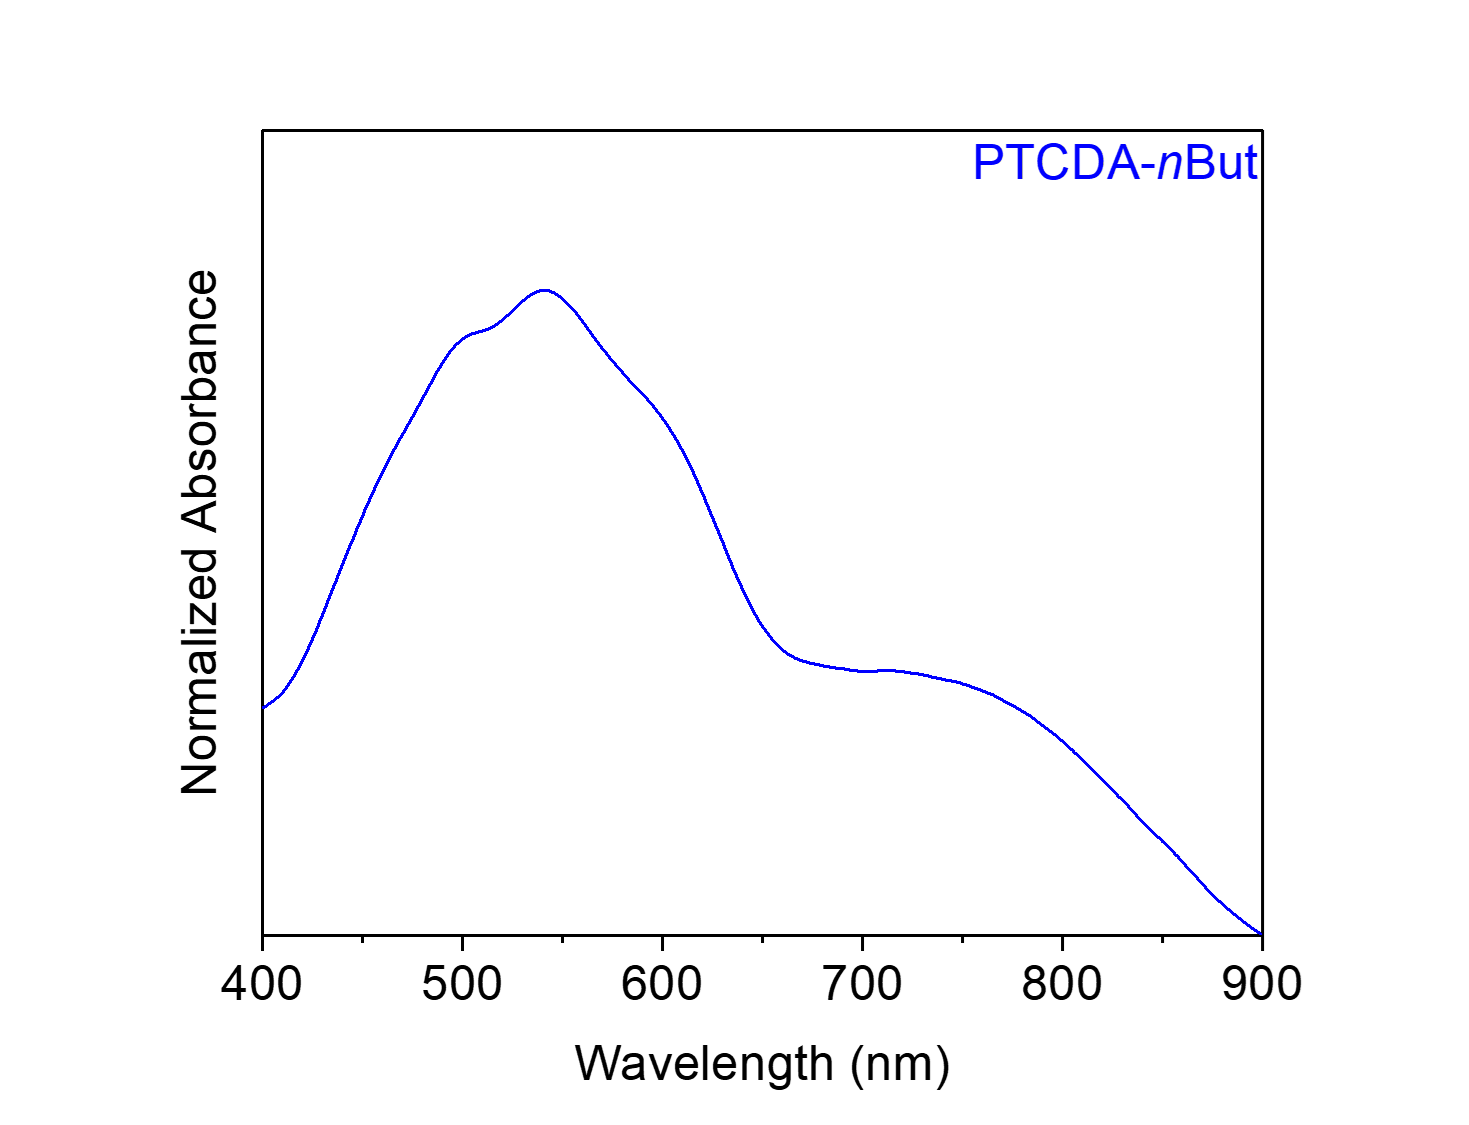 PTCDA-nBut
Normalized Absorbance
400 500 600 700 800 900
Wavelength (nm)